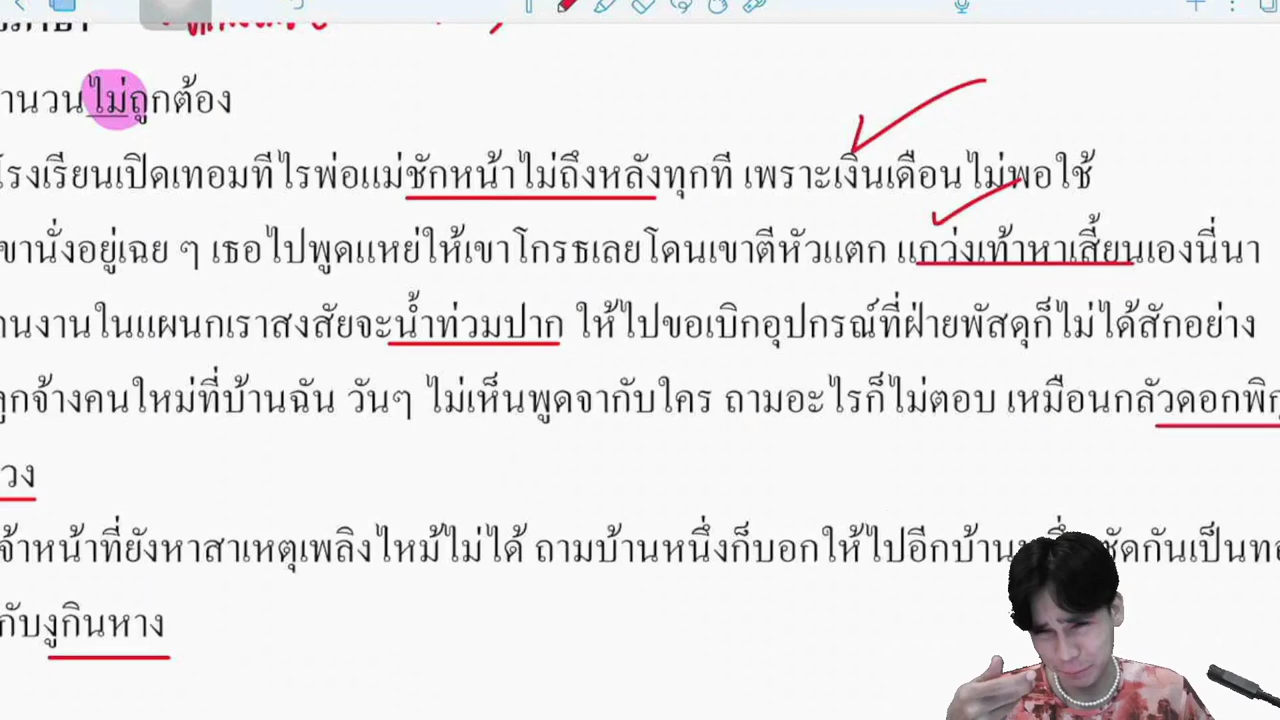 ไม่ถูกต้อง
โรงเรียนเปิดเทอมทีไรพ่อแม่ชักหน้าไม่ถึงหลังทุกที เพราะเงินเดือนไม่พอใช้
ขานั่งอยู่เฉย ๆ เธอไปพูดแหย่ให้เขาโกรธเลยโดนเขาตีหัวแตก แกว่งเท้าหาเสี้ยนเองนี่นา
านงานในแผนกเราสงสัยจะน้ำท่วมปาก ให้ไปขอเบิกอุปกรณ์ที่ฝ่ายพัสดุก็ไม่ได้สักอย่าง
ลูกจ้างคนใหม่ที่บ้านฉัน วันๆ ไม่เห็นพูดจากับใคร ถามอะไรก็ไม่ตอบ เหมือนกลัวดอกพิกุ
วง
จ้าหน้าที่ยังหาสาเหตุเพลิงไหม้ไม่ได้ ถามบ้านหนึ่งก็บอกให้ไปอีกบ้านหนึ่ง ซัดกันเป็นทอ
กับงูกินหาง